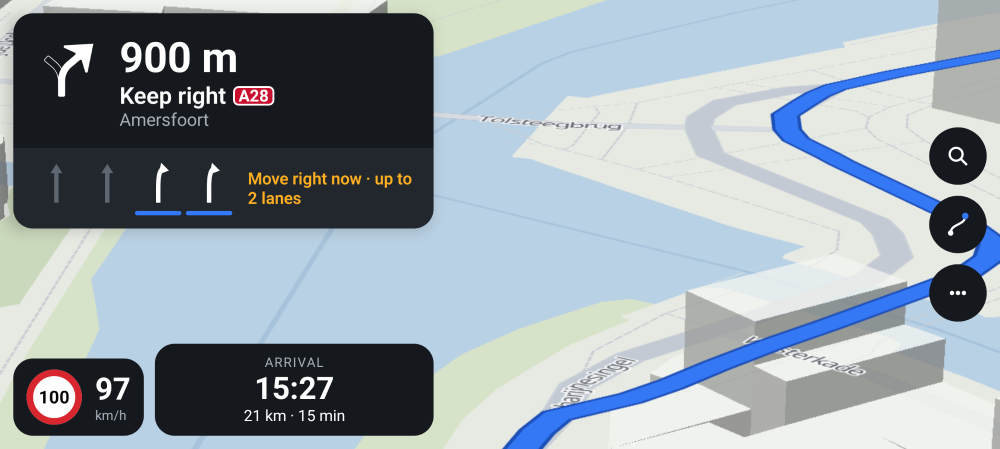 900 m
Keep right A28
Amersfoort
Move right now · up to
2 lanes
Tolsteegbrug
100
97
km/h
ARRIVAL
15:27
21 km · 15 min